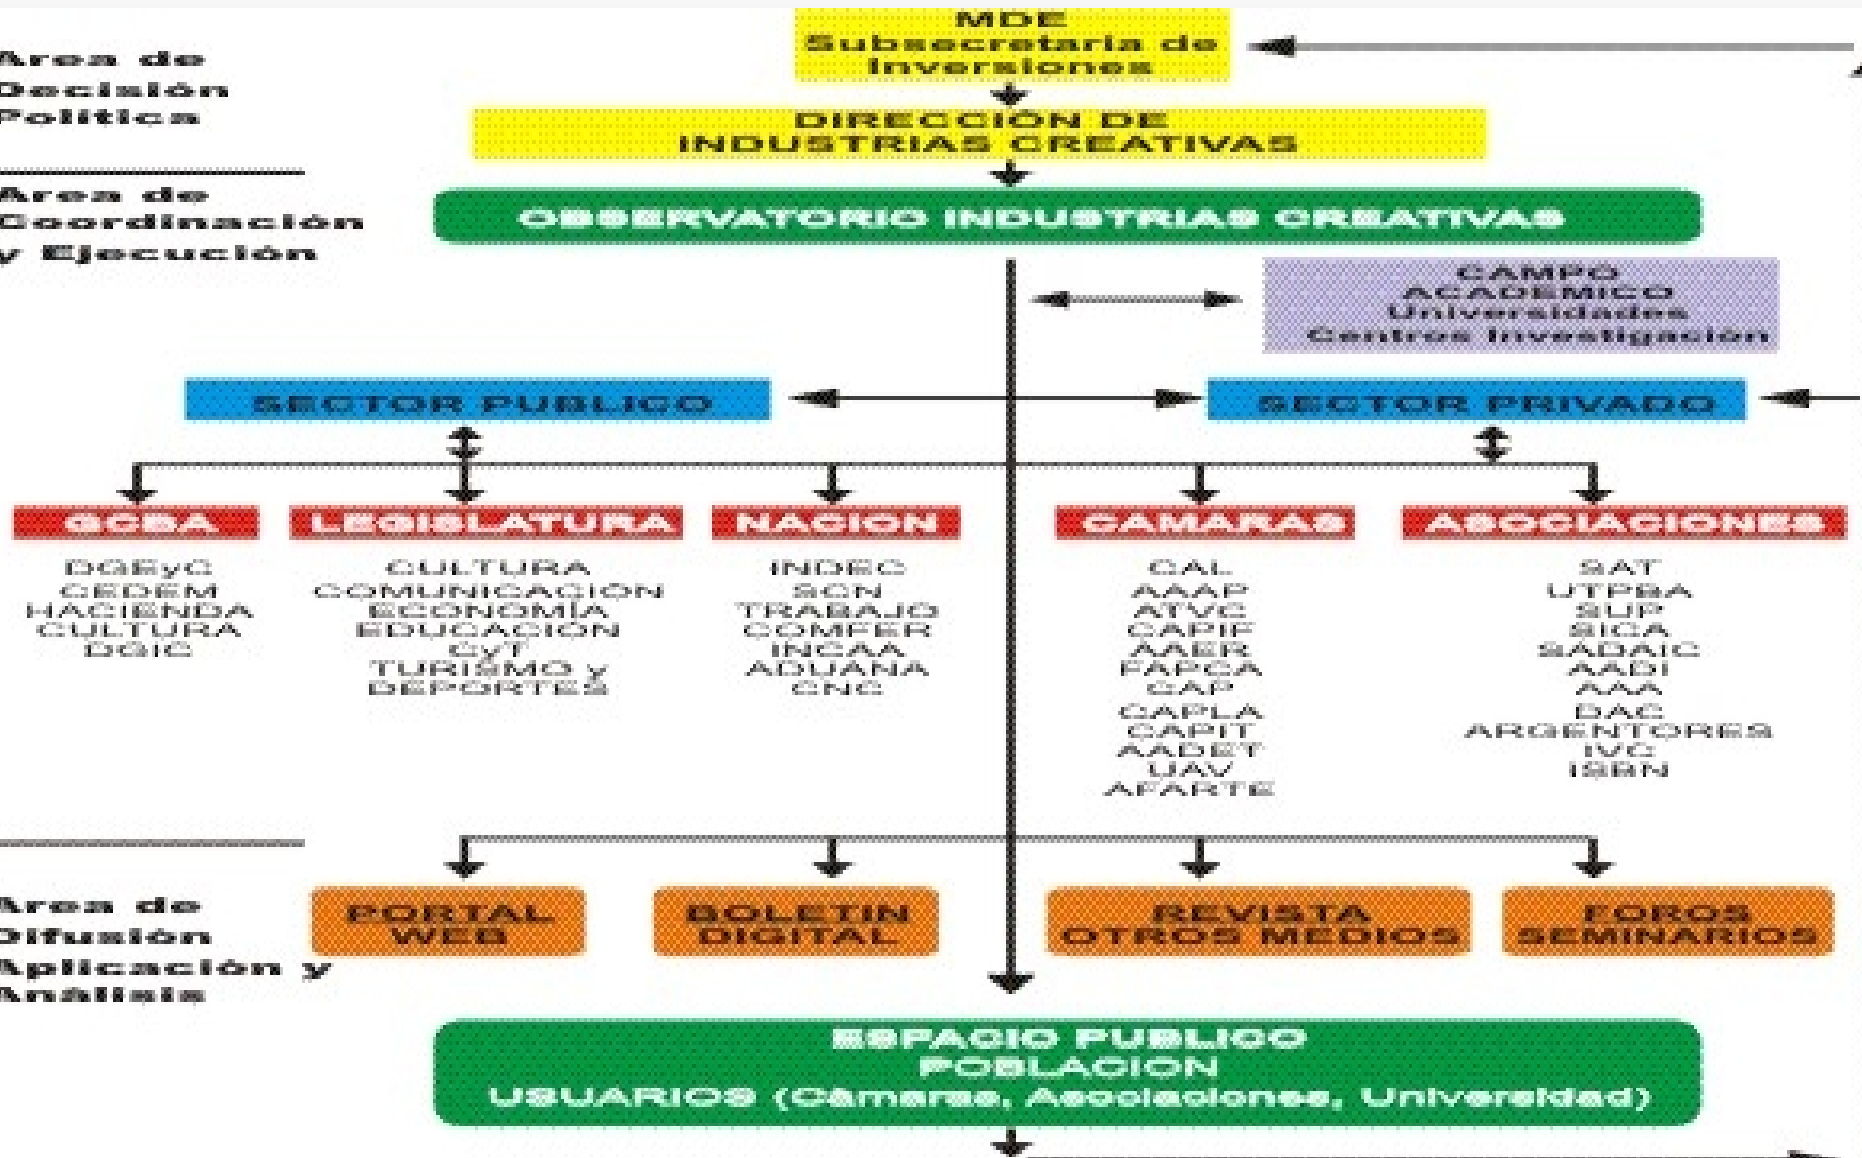 MDE
Subsecretaria de
Inversiones
Area de
Decisión
Política
DIRECCIÓN DE
INDUSTRIAS CREATIVAS
Area de
Coordinación
y Ejecución
OBSERVATORIO INDUSTRIAS CREATIVAS
CAMPO
ACADEMICO
Universidades
Centros Investigación
SECTOR PUBLICO
SECTOR PRIVADO
GCBA
DGEyC
CEDEM
HACIENDA
CULTURA
DGIC
LEGISLATURA
CULTURA
COMUNICACIÓN
ECONOMÍA
EDUCACIÓN
CyT
TURISMO y
DEPORTES
NACION
INDEC
SCN
TRABAJO
COMFER
INCAA
ADUANA
CNC
CAMARAS
CAL
AAAP
ATVC
CAPIF
AAER
FAPCA
CAP
CAPLA
CAPIT
AADET
UAV
AFARTE
ASOCIACIONES
SAT
UTPBA
SUP
SICA
SADAIC
AADI
AAA
DAC
ARGENTORES
IVC
ISBN
Area de
Difusión
Aplicación y
Análisis
PORTAL
WEB
BOLETIN
DIGITAL
REVISTA
OTROS MEDIOS
FOROS
SEMINARIOS
ESPACIO PUBLICO
POBLACION
USUARIOS (Cámaras, Asociaciones, Universidad)